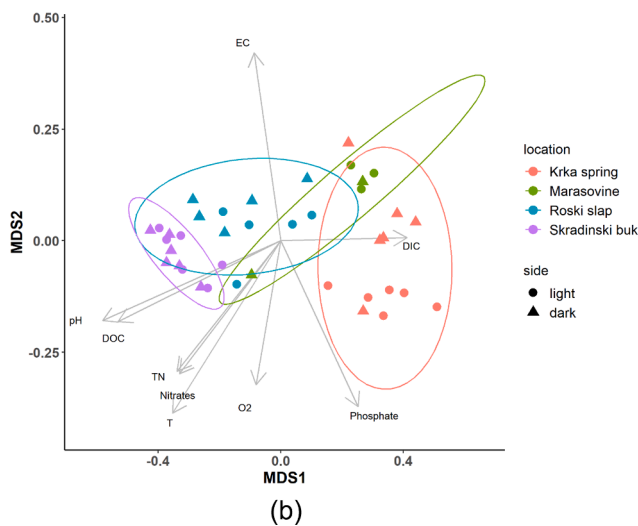 0.50
0.25
0.00
-0.25
MDS2
-0.4
0.0
0.4
MDS1
EC
DIC
pH
DOC
TN
Nitrates
T
O2
Phosphate
location
Krka spring
Marasovine
Roski slap
Skradinski buk
side
light
dark
(b)